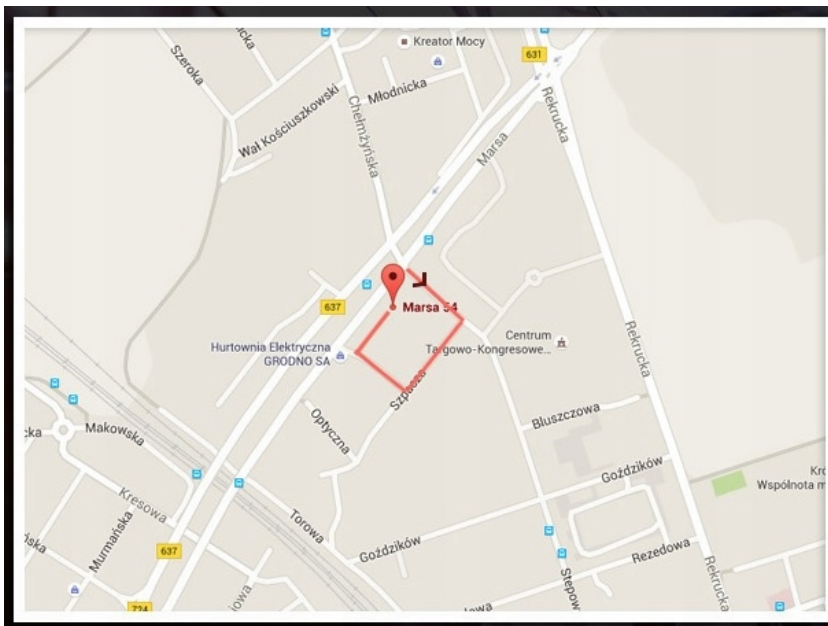 Kreator Mocy
631
Szeroka
Młodnicka
Wał Kościuszkowski
Chełmżyńska
Rekrucka
Marsa
637
Marsa 54
Hurtownia Elektryczna
GRODNO SA
Centrum
Targowo-Kongresowe...
Rekrucka
Szpacza
Optyczna
Bluszczowa
Makowska
Goździków
Kresowa
Wspólnota m
Torowa
Murmańska
637
Goździków
Rezedowa
Rekrucka
Stepow
724